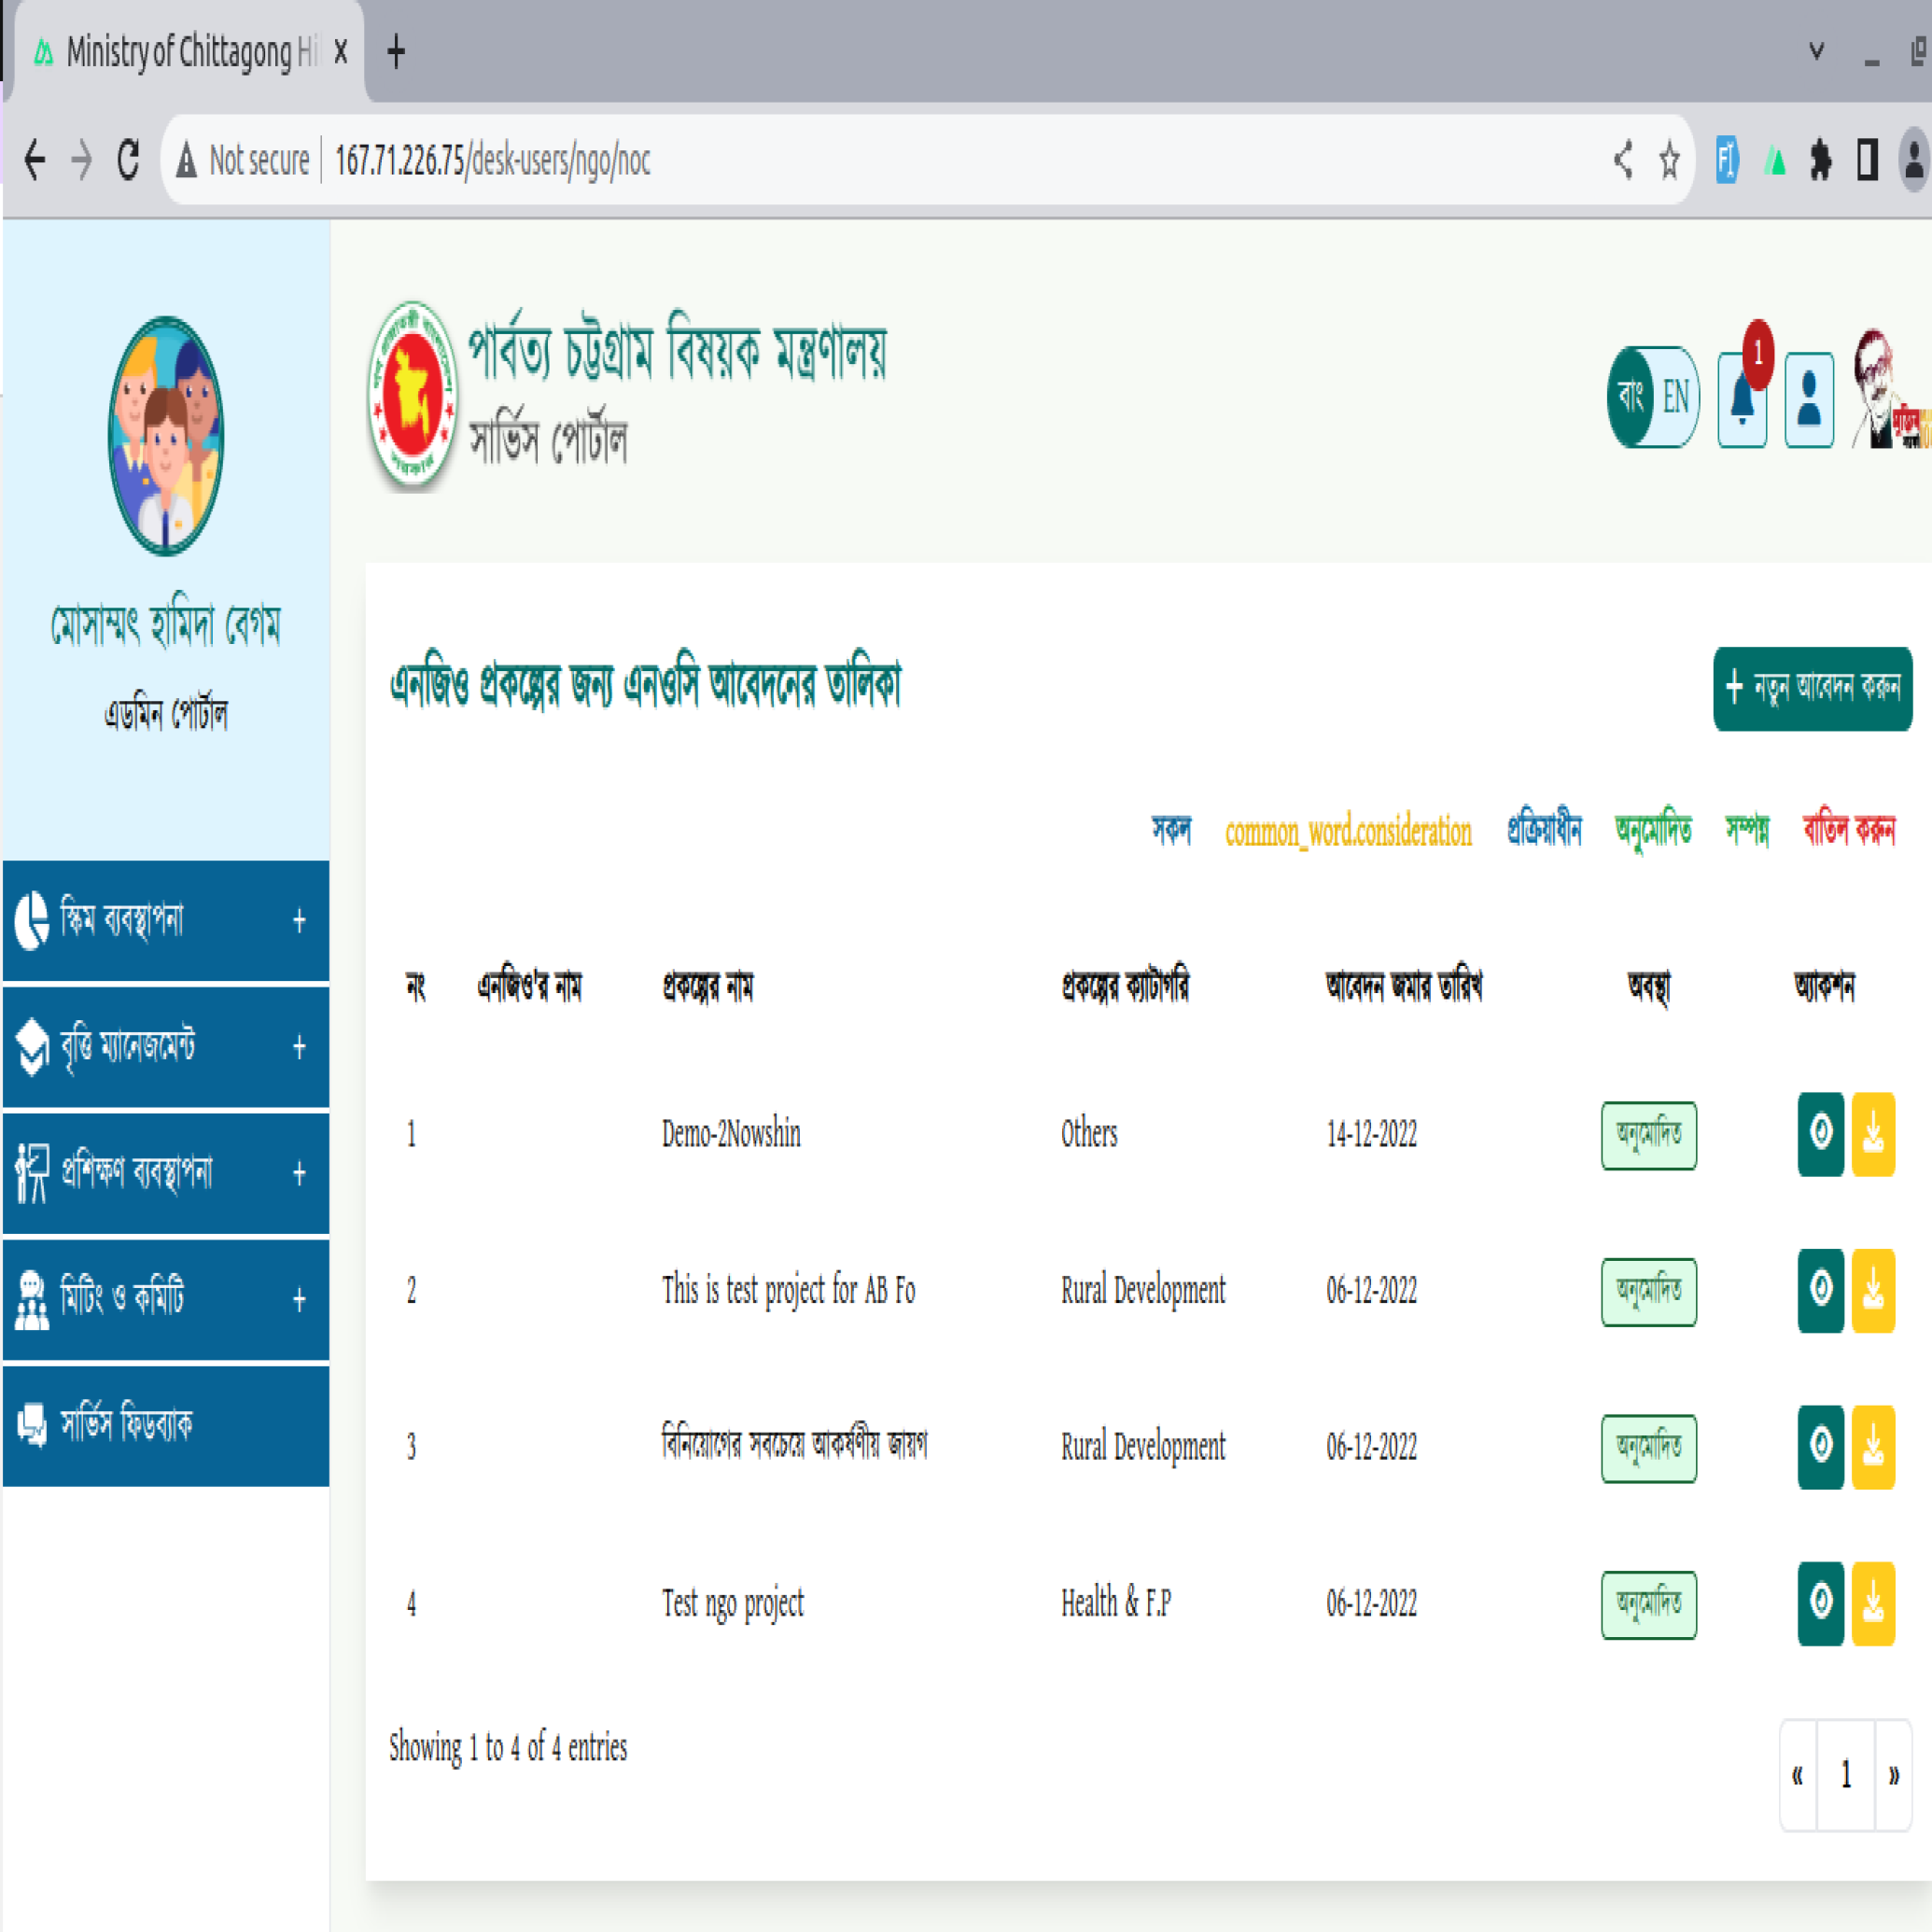 Ministry of Chittagong Hi
Not secure 167.71.226.75/desk-users/ngo/noc
পার্বত্য চট্টগ্রাম বিষয়ক মন্ত্রণালয়
সার্ভিস পোর্টাল
বাং EN
1
মোসাম্মৎ হামিদা বেগম
এডমিন পোর্টাল
স্কিম ব্যবস্থাপনা +
বৃত্তি ম্যানেজমেন্ট +
প্রশিক্ষণ ব্যবস্থাপনা +
মিটিং ও কমিটি +
সার্ভিস ফিডব্যাক
এনজিও প্রকল্পের জন্য এনওসি আবেদনের তালিকা
+ নতুন আবেদন করুন
সকল common_word.consideration প্রক্রিয়াধীন অনুমোদিত সম্পন্ন বাতিল করুন
নং এনজিও'র নাম প্রকল্পের নাম প্রকল্পের ক্যাটাগরি আবেদন জমার তারিখ অবস্থা অ্যাকশন
1 Demo-2Nowshin Others 14-12-2022 অনুমোদিত
2 This is test project for AB Fo Rural Development 06-12-2022 অনুমোদিত
3 বিনিয়োগের সবচেয়ে আকর্ষণীয় জায়গ Rural Development 06-12-2022 অনুমোদিত
4 Test ngo project Health & F.P 06-12-2022 অনুমোদিত
Showing 1 to 4 of 4 entries
« 1 »